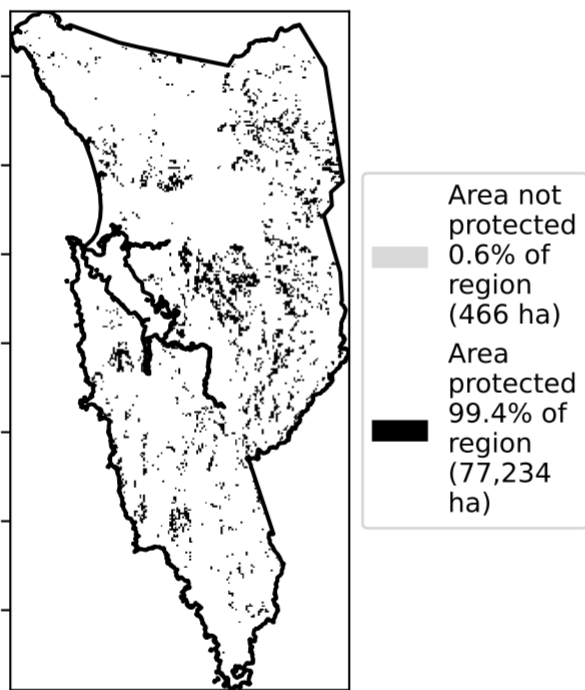 Area not
protected
0.6% of
region
(466 ha)
Area
protected
99.4% of
region
(77,234
ha)